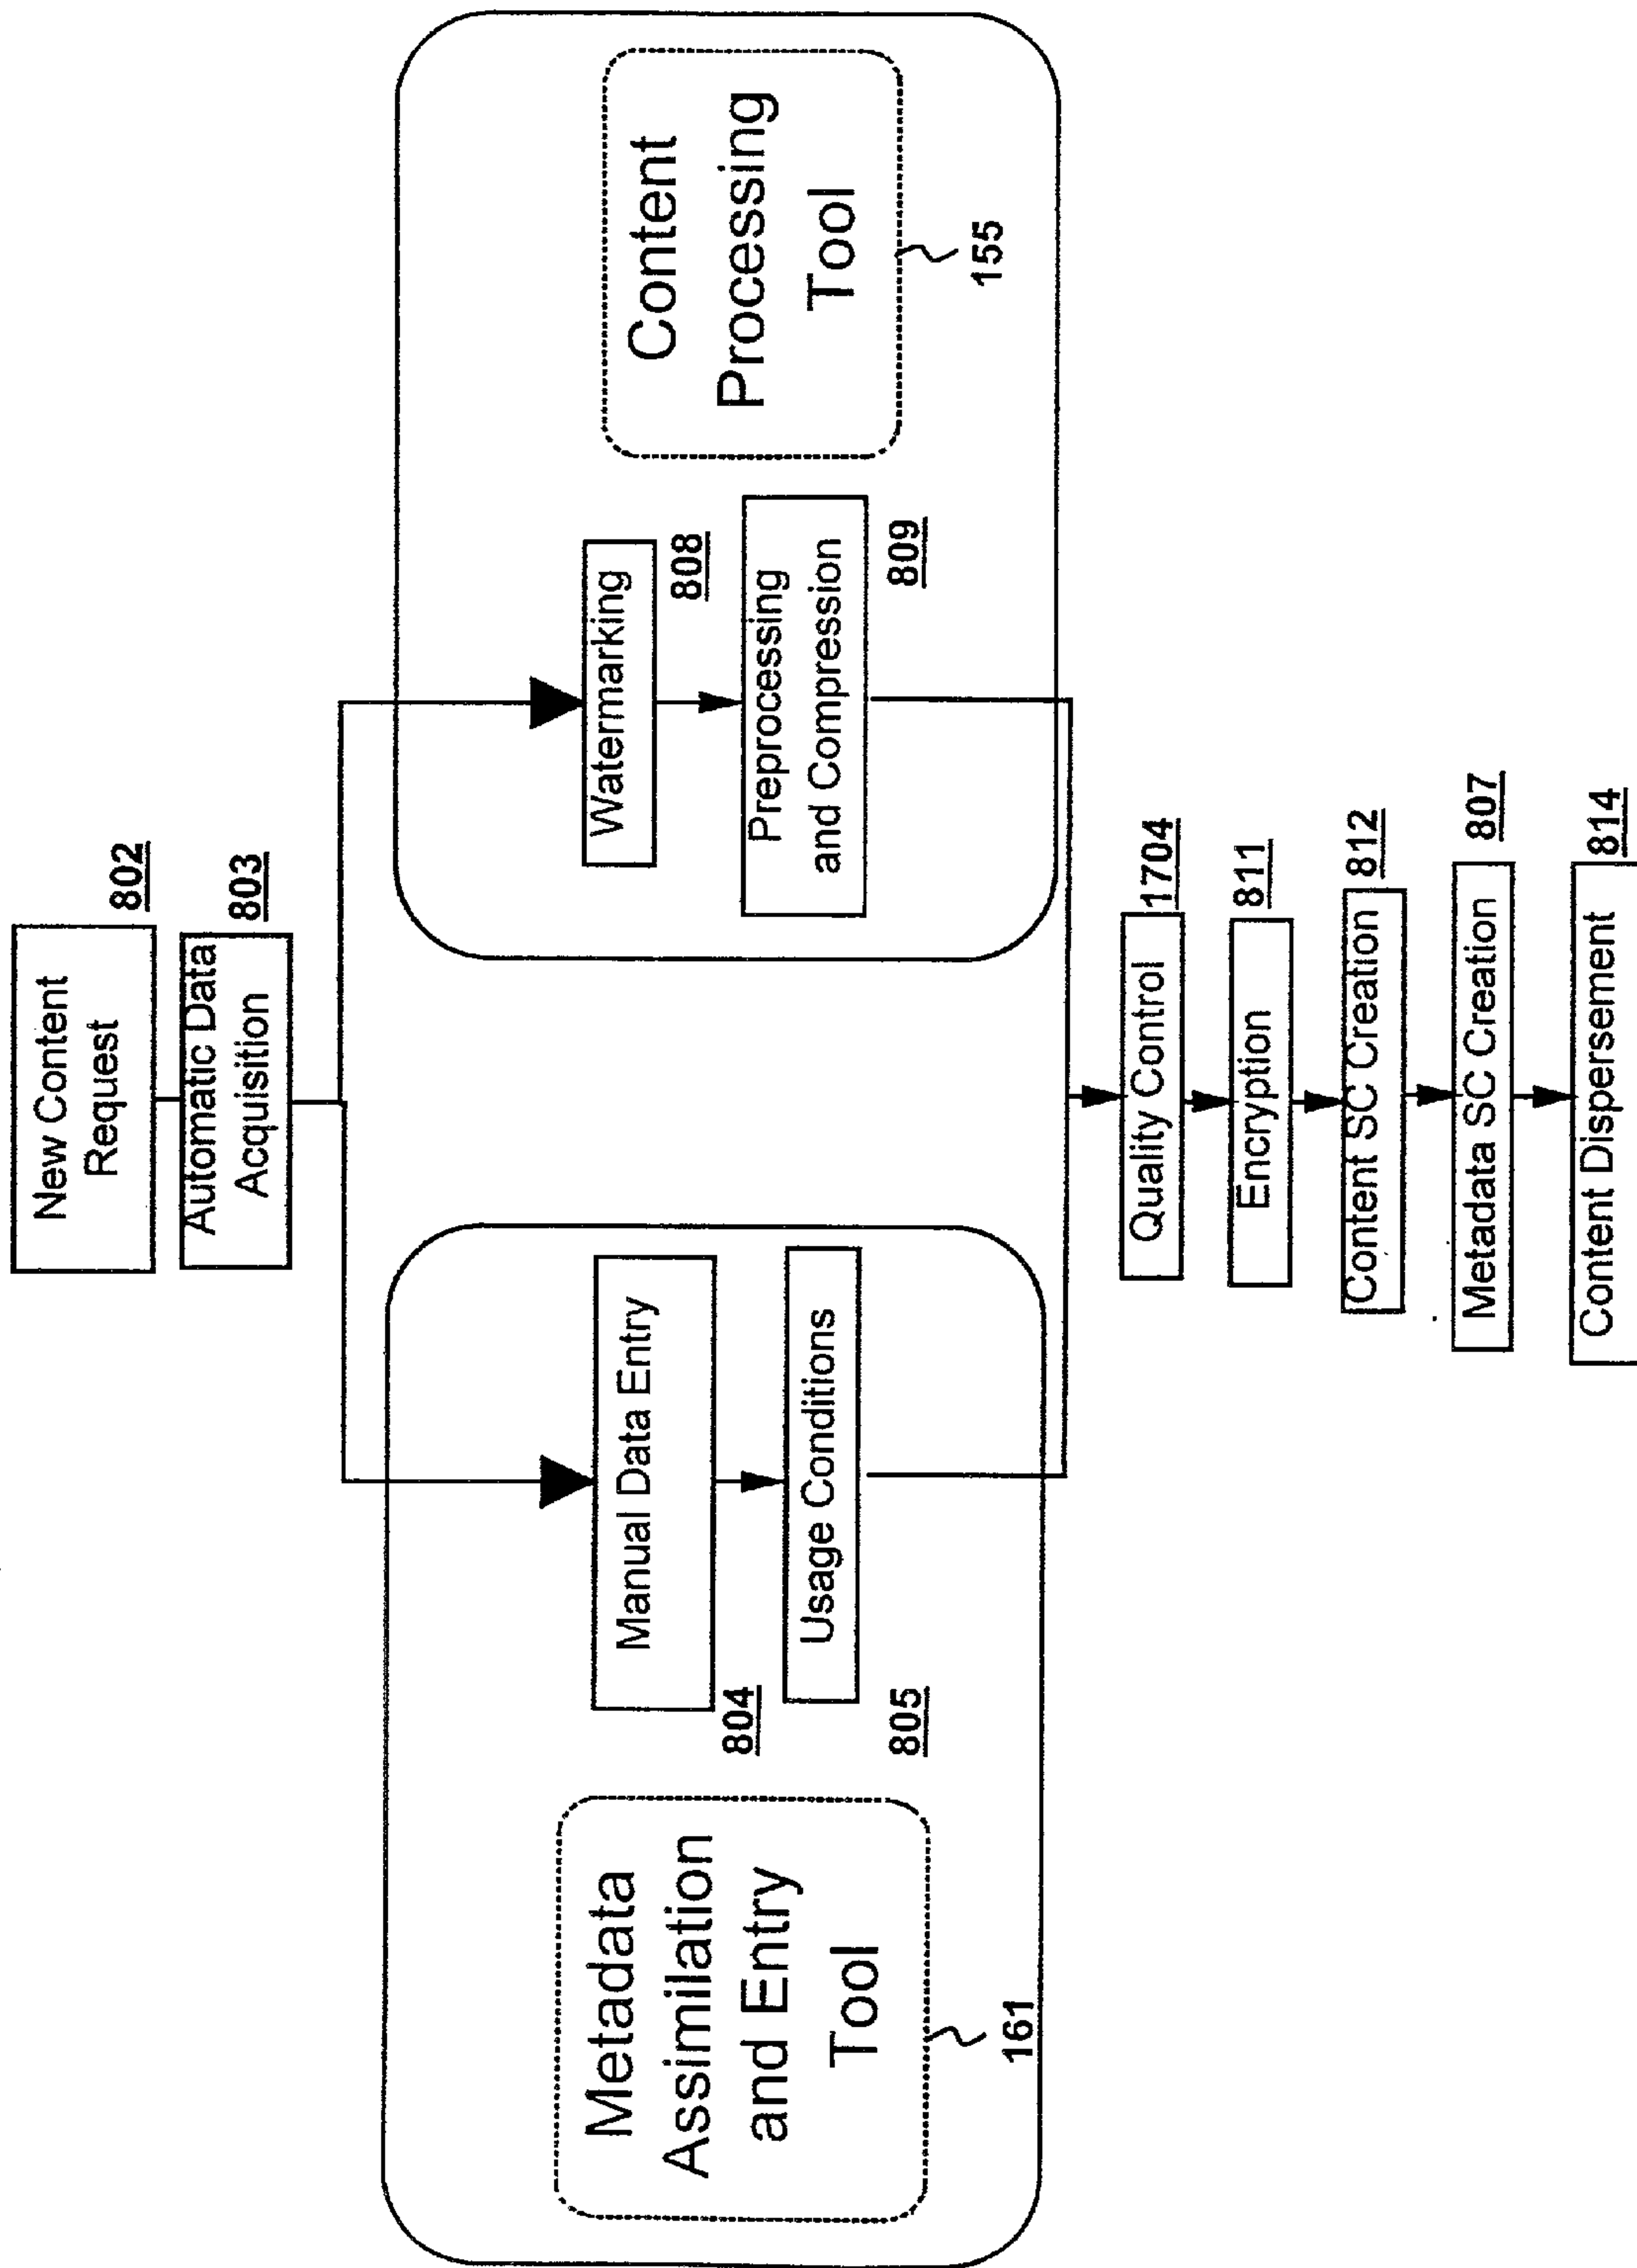 New Content
Request
802
Automatic Data
Acquisition
803
Metadata
Assimilation
and Entry
Tool
161
Manual Data Entry
804
Usage Conditions
805
Watermarking
808
Preprocessing
and Compression
809
Content
Processing
Tool
155
Quality Control
1704
Encryption
811
Content SC Creation
812
Metadata SC Creation
807
Content Dispersement
814